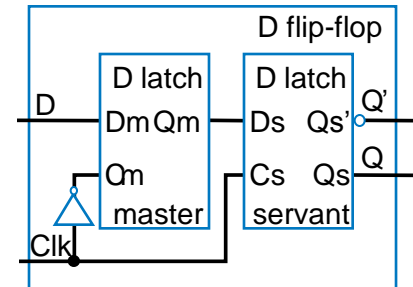 D flip-flop
D latch D latch
D Q'
Dm Qm Ds Qs'
Q
Cm Cs Qs
master servant
Clk